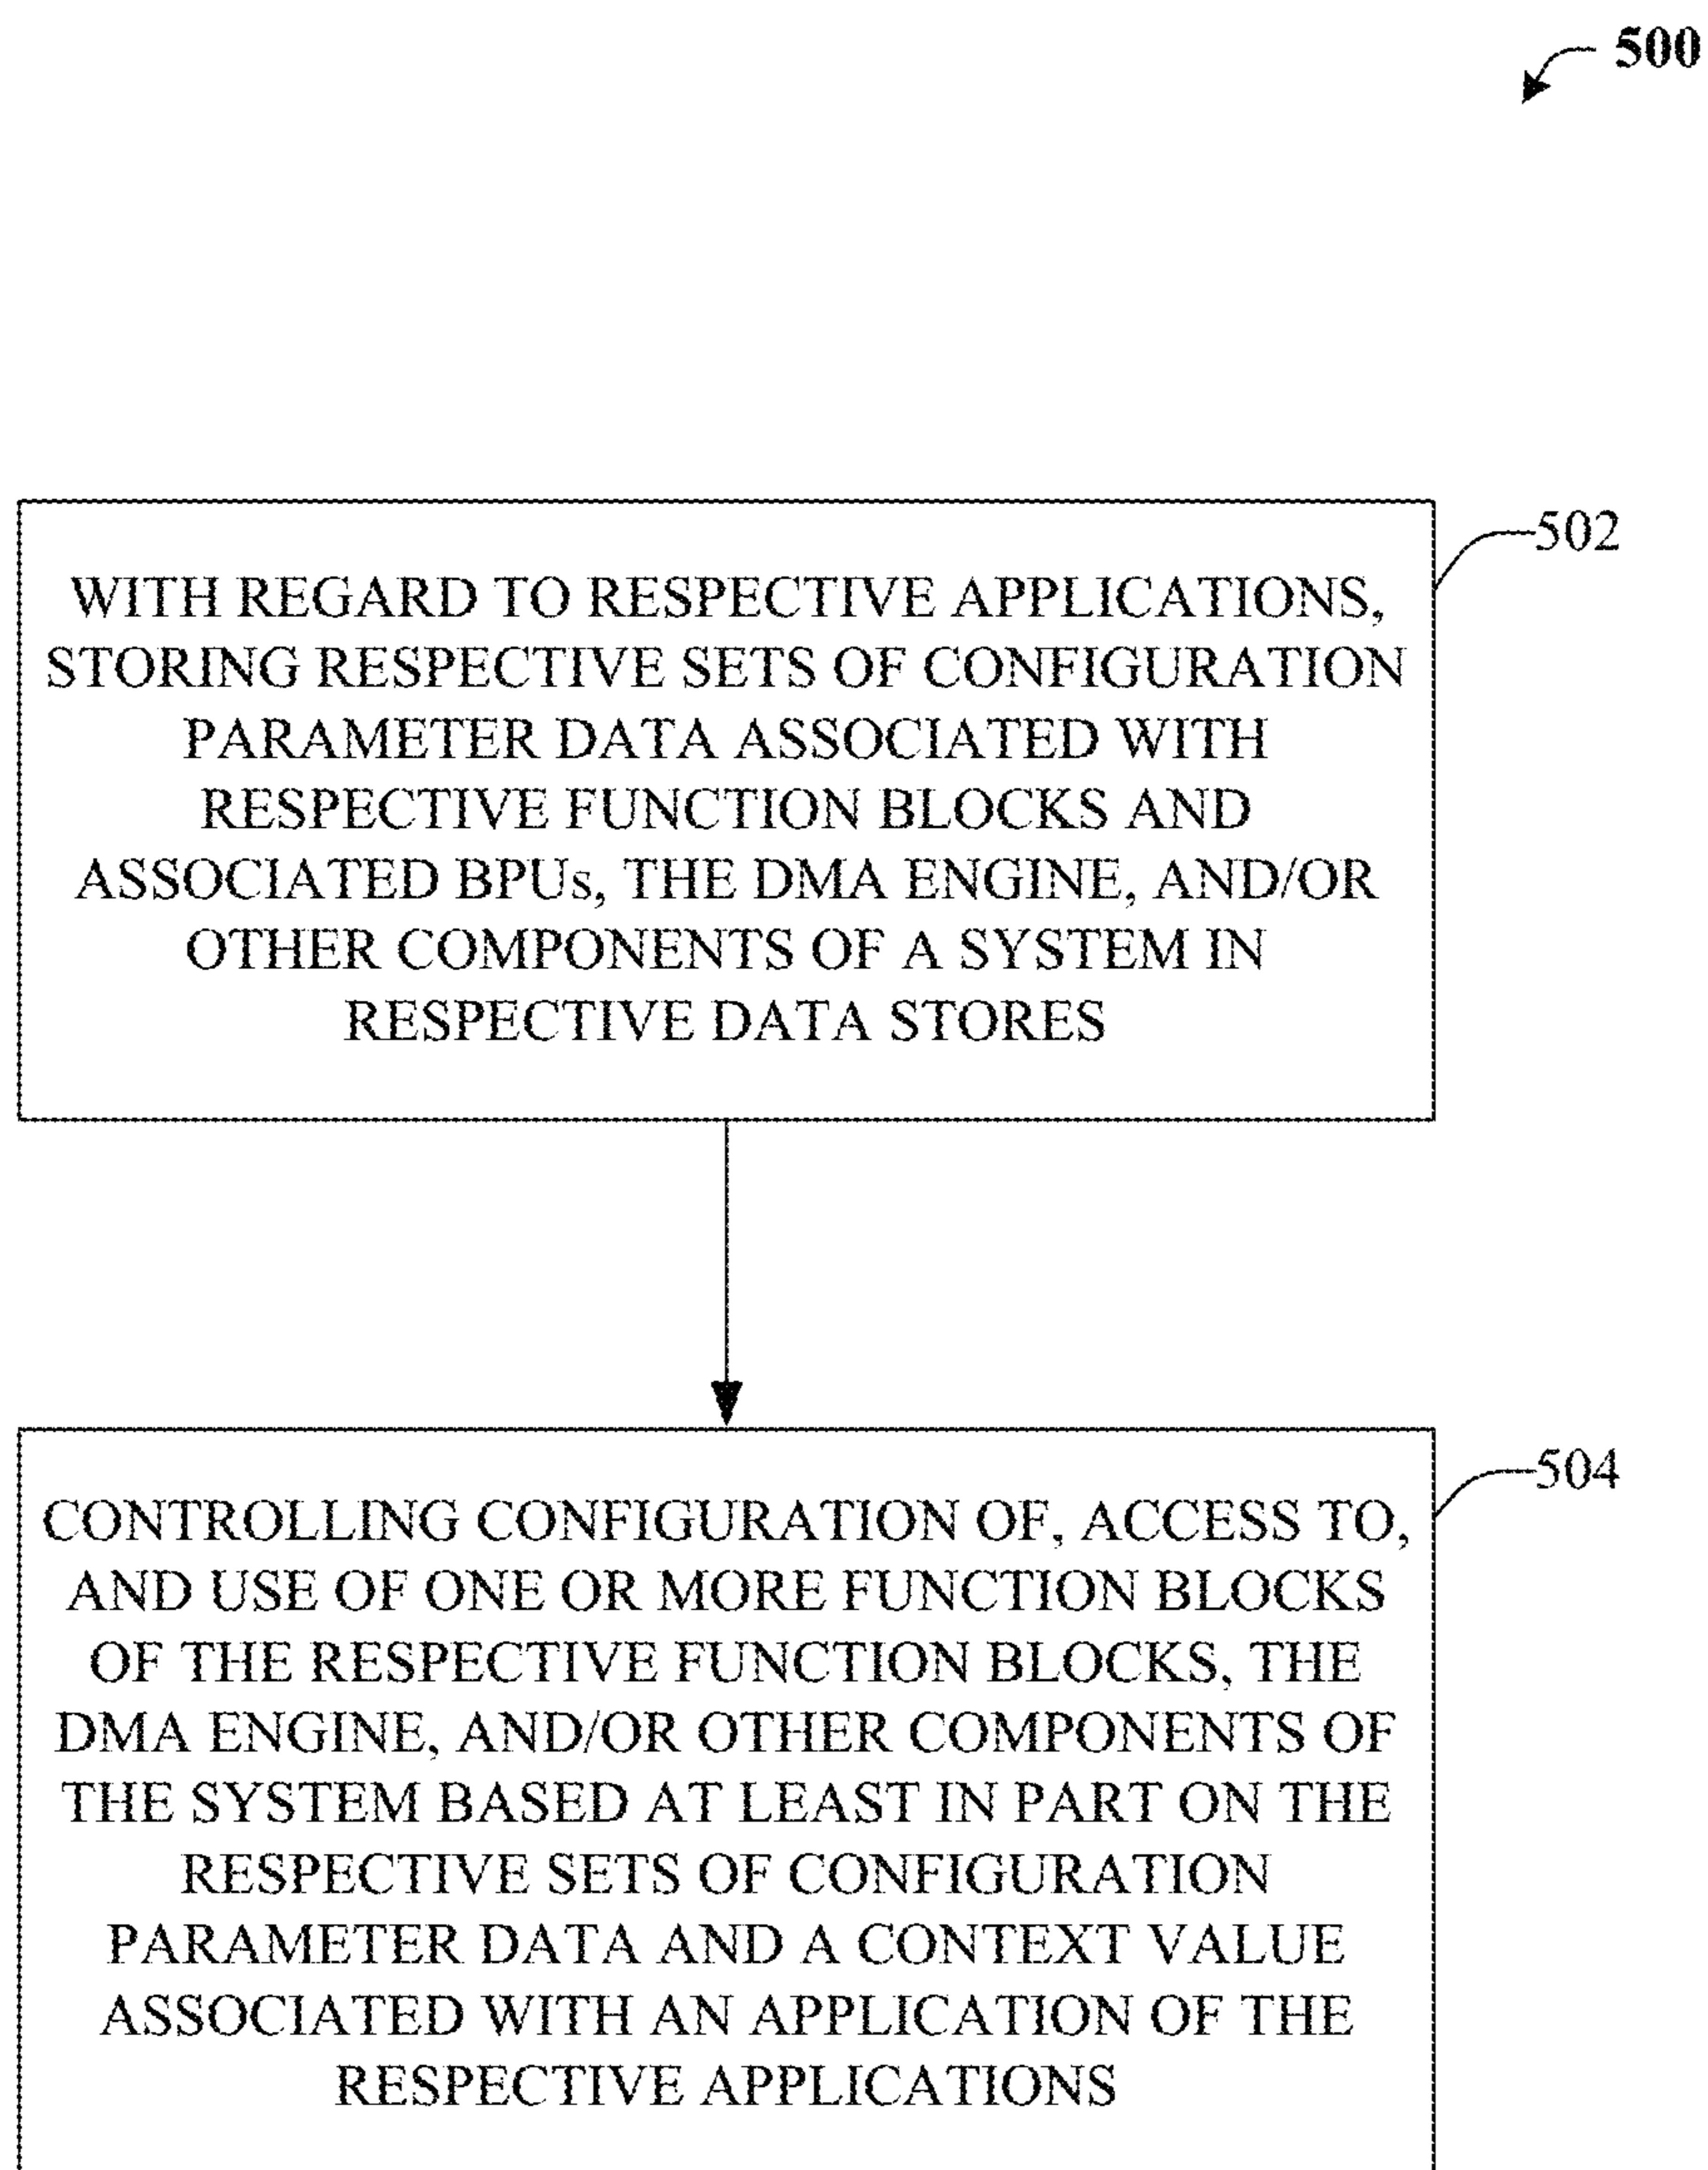 500
502
WITH REGARD TO RESPECTIVE APPLICATIONS,
STORING RESPECTIVE SETS OF CONFIGURATION
PARAMETER DATA ASSOCIATED WITH
RESPECTIVE FUNCTION BLOCKS AND
ASSOCIATED BPUs, THE DMA ENGINE, AND/OR
OTHER COMPONENTS OF A SYSTEM IN
RESPECTIVE DATA STORES
504
CONTROLLING CONFIGURATION OF, ACCESS TO,
AND USE OF ONE OR MORE FUNCTION BLOCKS
OF THE RESPECTIVE FUNCTION BLOCKS, THE
DMA ENGINE, AND/OR OTHER COMPONENTS OF
THE SYSTEM BASED AT LEAST IN PART ON THE
RESPECTIVE SETS OF CONFIGURATION
PARAMETER DATA AND A CONTEXT VALUE
ASSOCIATED WITH AN APPLICATION OF THE
RESPECTIVE APPLICATIONS